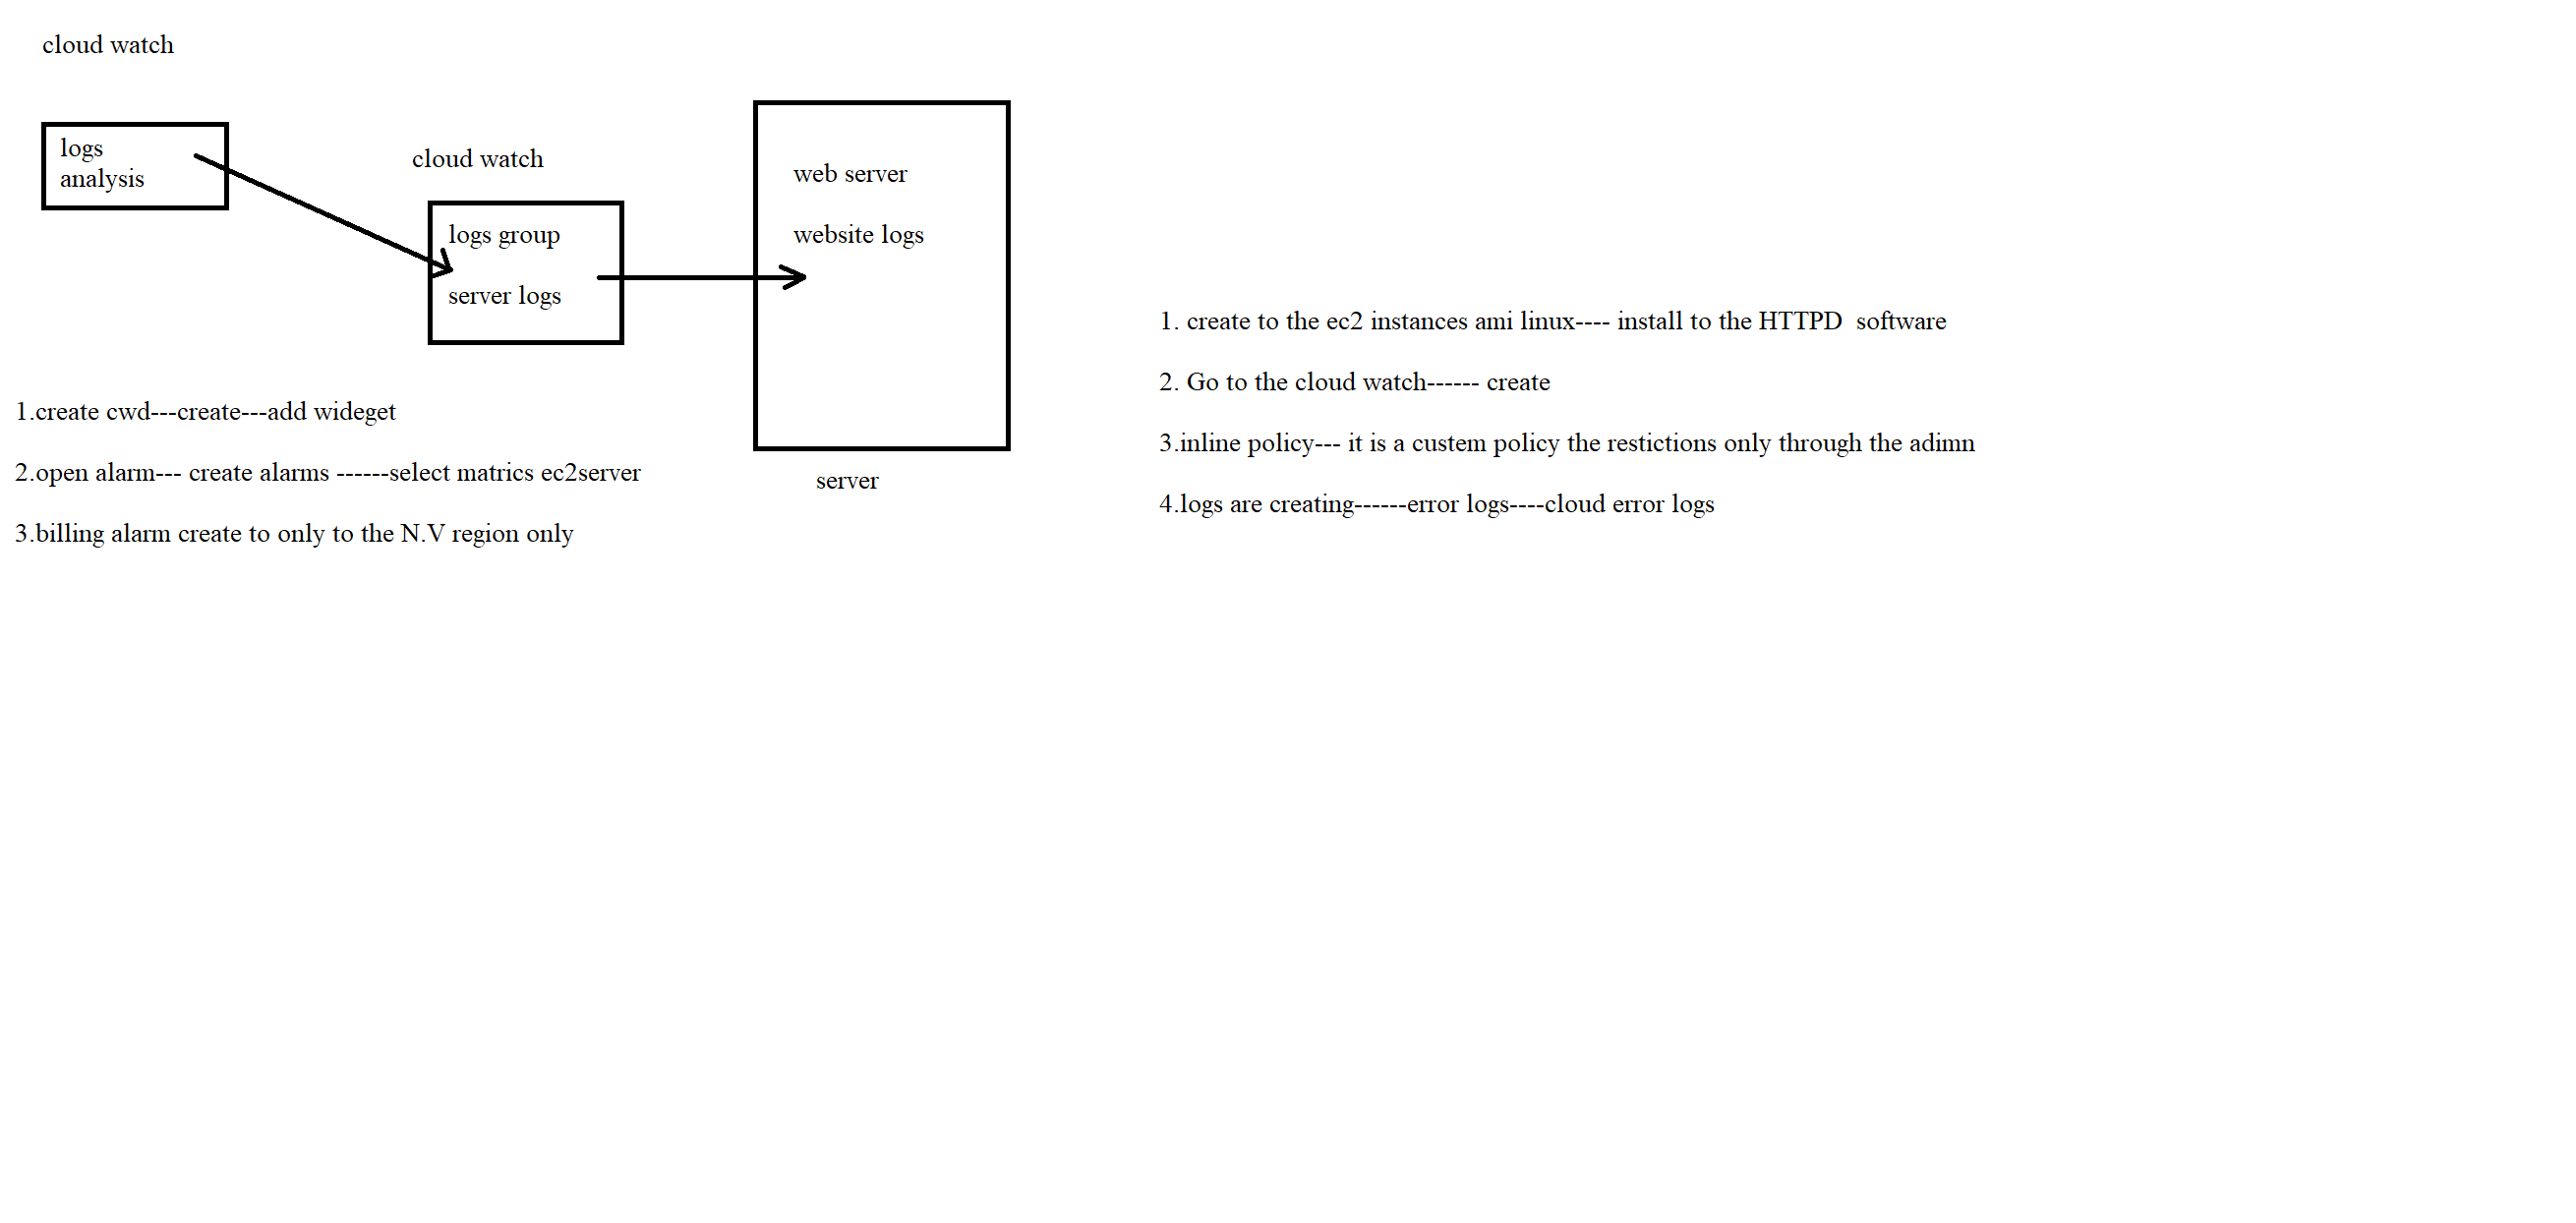 cloud watch
logs
analysis
cloud watch
logs group
server logs
web server
website logs
server
1.create cwd---create---add wideget
2.open alarm--- create alarms ------select matrics ec2server
3.billing alarm create to only to the N.V region only
1. create to the ec2 instances ami linux---- install to the HTTPD  software
2. Go to the cloud watch------ create
3.inline policy--- it is a custem policy the restictions only through the adimn
4.logs are creating------error logs----cloud error logs